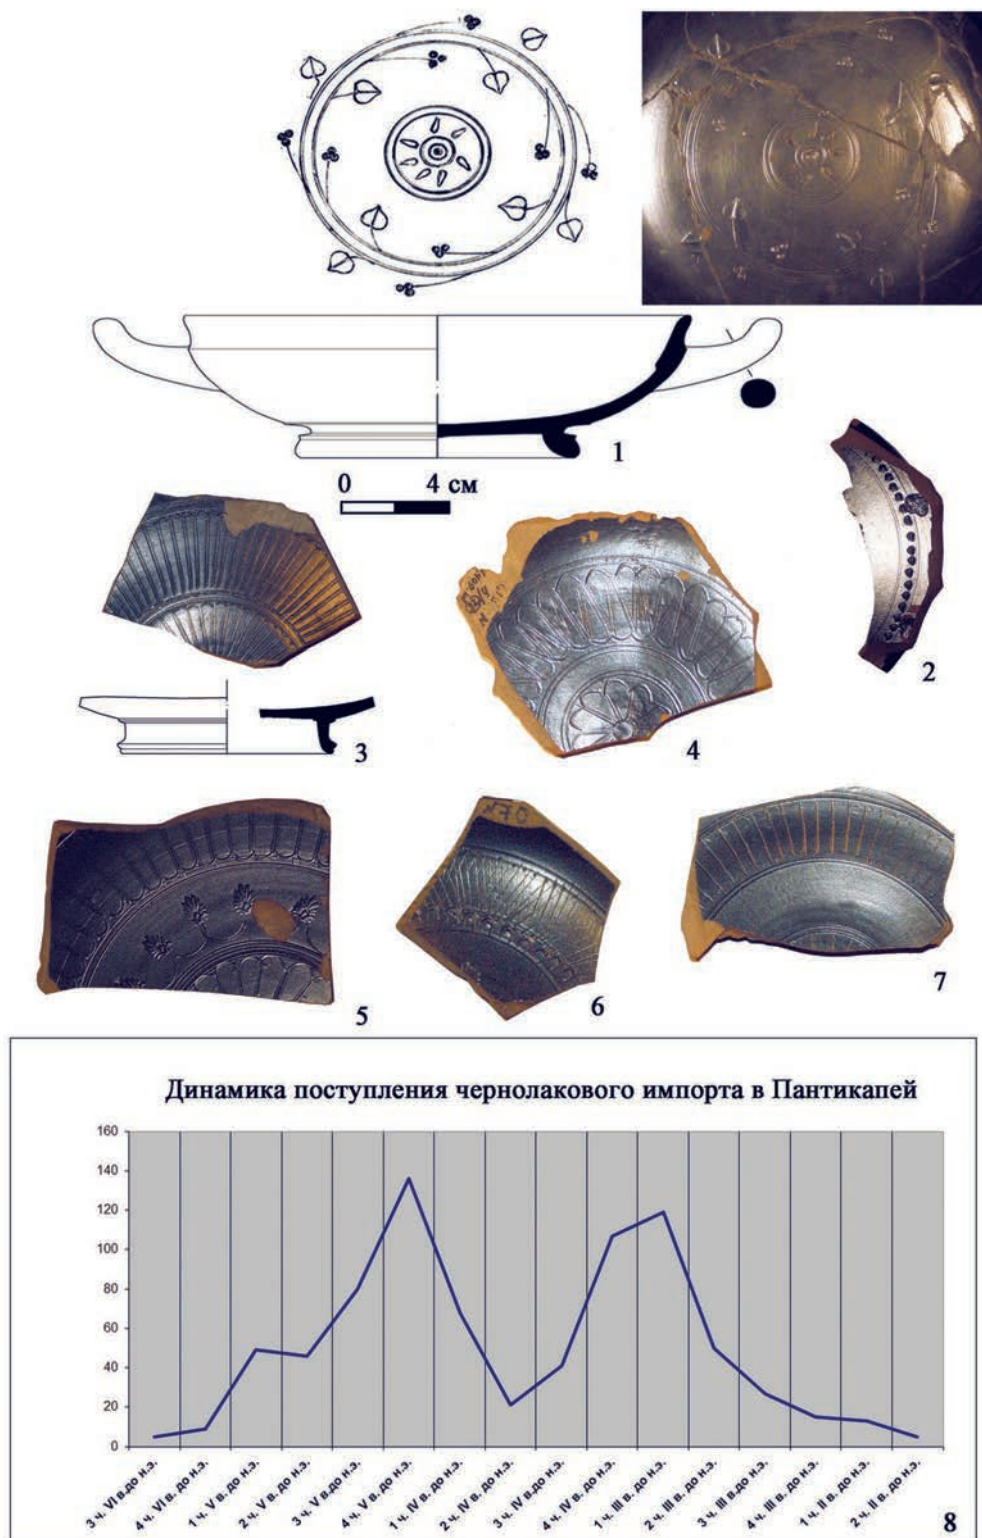 1
0 4 см
2
3
4
5
N70
6
7
Динамика поступления чернолакового импорта в Пантикапей
160
140
120
100
80
60
40
20
0
3 ч. VI в.до н.э.
4 ч. VI в. до н.э.
1 ч. V в. до н.э.
2 ч. V в. до н.э.
3 ч. V в.до н.э.
4 ч. V в. до н.э.
1 ч. IV в. до н.э.
2 ч. IV в. до н.э.
3 ч. IV в. до н.э.
4 ч. IV в. до н.э.
1 ч. III в. до н.э.
2 ч. III в. до н.э.
3 ч. III в.до н.э.
4 ч. III в. до н.э.
1 ч. II в. до н.э.
2 ч. II в. до н.э.
8